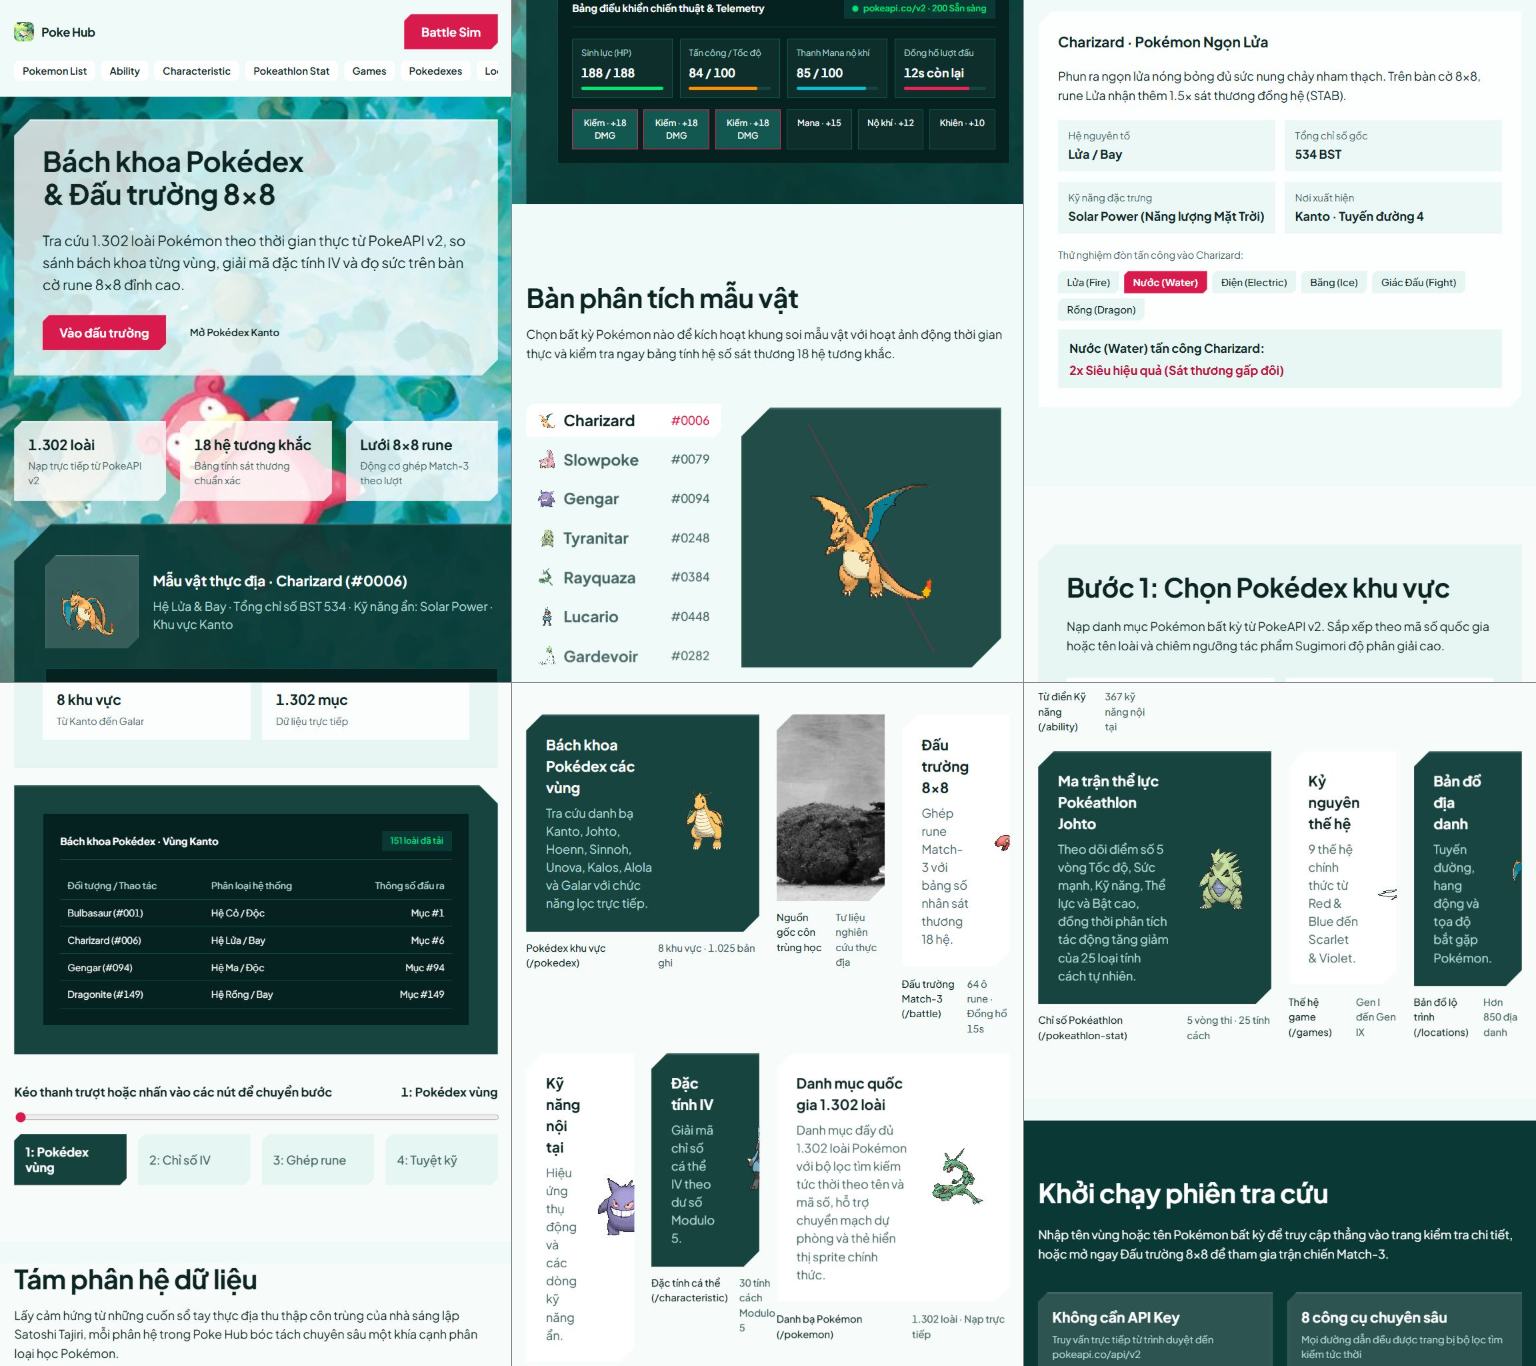 Poke Hub
Battle Sim
Pokemon List
Ability
Characteristic
Pokeathlon Stat
Games
Pokedexes
Bách khoa Pokédex
& Đấu trường 8×8
Tra cứu 1.302 loài Pokémon theo thời gian thực từ PokeAPI v2, so
sánh bách khoa từng vùng, giải mã đặc tính IV và đọ sức trên bàn
cờ rune 8×8 đỉnh cao.
Vào đấu trường
Mở Pokédex Kanto
1.302 loài
Nạp trực tiếp từ PokeAPI
v2
18 hệ tương khắc
Bảng tính sát thương
chuẩn xác
Lưới 8×8 rune
Động cơ ghép Match-3
theo lượt
Mẫu vật thực địa · Charizard (#0006)
Hệ Lửa & Bay · Tổng chỉ số BST 534 · Kỹ năng ẩn: Solar Power ·
Khu vực Kanto
Bảng điều khiển chiến thuật & Telemetry
pokeapi.co/v2 · 200 Sẵn sàng
Sinh lực (HP)
188 / 188
Tấn công / Tốc độ
84 / 100
Thanh Mana nộ khí
85 / 100
Đồng hồ lượt đấu
12s còn lại
Kiếm · +18
DMG
Kiếm · +18
DMG
Kiếm · +18
DMG
Mana · +15
Nộ khí · +12
Khiên · +10
Bàn phân tích mẫu vật
Chọn bất kỳ Pokémon nào để kích hoạt khung soi mẫu vật với hoạt ảnh động thời gian
thực và kiểm tra ngay bảng tính hệ số sát thương 18 hệ tương khắc.
Charizard #0006
Slowpoke #0079
Gengar #0094
Tyranitar #0248
Rayquaza #0384
Lucario #0448
Gardevoir #0282
Charizard · Pokémon Ngọn Lửa
Phun ra ngọn lửa nóng bỏng đủ sức nung chảy nham thạch. Trên bàn cờ 8×8,
rune Lửa nhận thêm 1.5× sát thương đồng hệ (STAB).
Hệ nguyên tố
Lửa / Bay
Tổng chỉ số gốc
534 BST
Kỹ năng đặc trưng
Solar Power (Năng lượng Mặt Trời)
Nơi xuất hiện
Kanto · Tuyến đường 4
Thử nghiệm đòn tấn công vào Charizard:
Lửa (Fire)
Nước (Water)
Điện (Electric)
Băng (Ice)
Giác Đấu (Fight)
Rồng (Dragon)
Nước (Water) tấn công Charizard:
2x Siêu hiệu quả (Sát thương gấp đôi)
Bước 1: Chọn Pokédex khu vực
Nạp danh mục Pokémon bất kỳ từ PokeAPI v2. Sắp xếp theo mã số quốc gia
hoặc tên loài và chiêm ngưỡng tác phẩm Sugimori độ phân giải cao.
8 khu vực
Từ Kanto đến Galar
1.302 mục
Dữ liệu trực tiếp
Bách khoa Pokédex · Vùng Kanto
151 loài đã tải
Đối tượng / Thao tác Phân loại hệ thống Thông số đầu ra
Bulbasaur (#001) Hệ Cỏ / Độc Mục #1
Charizard (#006) Hệ Lửa / Bay Mục #6
Gengar (#094) Hệ Ma / Độc Mục #94
Dragonite (#149) Hệ Rồng / Bay Mục #149
Kéo thanh trượt hoặc nhấn vào các nút để chuyển bước
1: Pokédex vùng
1: Pokédex
vùng
2: Chỉ số IV
3: Ghép rune
4: Tuyệt kỹ
Tám phân hệ dữ liệu
Lấy cảm hứng từ những cuốn sổ tay thực địa thu thập côn trùng của nhà sáng lập
Satoshi Tajiri, mỗi phân hệ trong Poke Hub bóc tách chuyên sâu một khía cạnh phân
loại học Pokémon.
Bách khoa
Pokédex các
vùng
Tra cứu danh bạ
Kanto, Johto,
Hoenn, Sinnoh,
Unova, Kalos, Alola
và Galar với chức
năng lọc trực tiếp.
Pokédex khu vực
(/pokedex)
8 khu vực · 1.025 bản
ghi
Nguồn
gốc côn
trùng học
Tư liệu
nghiên
cứu thực
địa
Đấu
trường
8×8
Ghép
rune
Match-
3 với
bảng số
nhân sát
thương
18 hệ.
Đấu trường
Match-3
(/battle)
64 ô
rune ·
Đồng hồ
15s
Kỹ
năng
nội
tại
Hiệu
ứng
thụ
động
và
các
dòng
kỹ
năng
ẩn.
Đặc
tính IV
Giải mã
chỉ số
cá thể
IV theo
dư số
Modulo
5.
Đặc tính cá thể
(/characteristic)
30 tính
cách
Modulo
5
Danh mục quốc
gia 1.302 loài
Danh mục đầy đủ
1.302 loài Pokémon
với bộ lọc tìm kiếm
tức thời theo tên và
mã số, hỗ trợ
chuyển mạch dự
phòng và thẻ hiển
thị sprite chính
thức.
Danh bạ Pokémon
(/pokemon)
1.302 loài · Nạp trực
tiếp
Từ điển Kỹ
năng
(/ability)
367 kỹ
năng nội
tại
Ma trận thể lực
Pokéathlon
Johto
Theo dõi điểm số 5
vòng Tốc độ, Sức
mạnh, Kỹ năng, Thể
lực và Bật cao,
đồng thời phân tích
tác động tăng giảm
của 25 loại tính
cách tự nhiên.
Chỉ số Pokéathlon
(/pokeathlon-stat)
5 vòng thi · 25 tính
cách
Kỷ
nguyên
thế hệ
9 thế hệ
chính
thức từ
Red &
Blue đến
Scarlet
& Violet.
Thế hệ
game
(/games)
Gen I
đến Gen
IX
Bản đồ
địa
danh
Tuyến
đường,
hang
động và
tọa độ
bắt gặp
Pokémon.
Bản đồ lộ
trình
(/locations)
Hơn
850 địa
danh
Khởi chạy phiên tra cứu
Nhập tên vùng hoặc tên Pokémon bất kỳ để truy cập thẳng vào trang kiểm tra chi tiết,
hoặc mở ngay Đấu trường 8×8 để tham gia trận chiến Match-3.
Không cần API Key
Truy vấn trực tiếp từ trình duyệt đến
pokeapi.co/api/v2
8 công cụ chuyên sâu
Mọi đường dẫn đều được trang bị bộ lọc tìm
kiếm tức thời